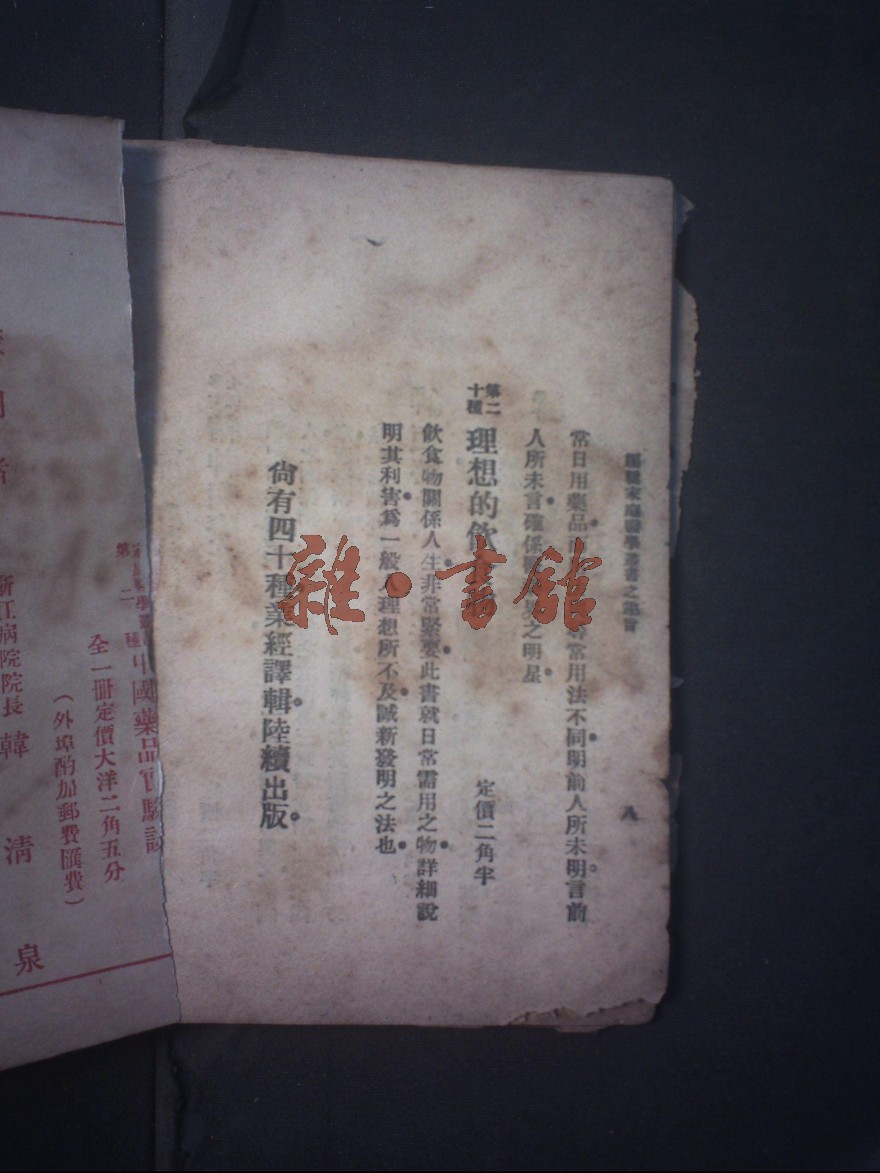 家庭醫學叢書之
八
常日用藥品
常用法不同明前人所未明言前
人所未言確係
之明星
第二十種
理想的飲
定價二角半
飲食物關係人生非常緊要此書就日常需用之物詳細說
明其利害爲一般人理想所不及誠新發明之法也
尙有四十種業經譯輯陸續出版。
雜·書館
第二種
中國藥品實驗
全一冊定價大洋二角五分
(外埠酌加郵費匯費)
浙江病院院長
韓清泉